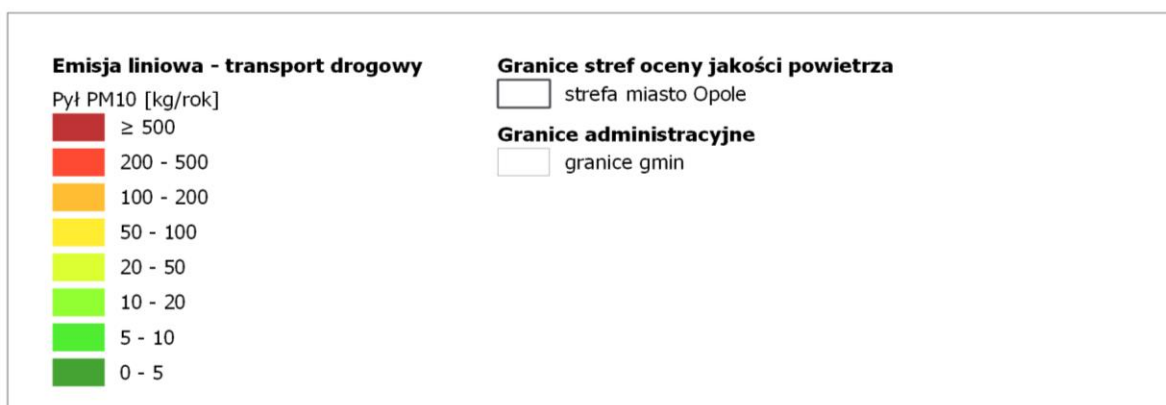 Emisja liniowa - transport drogowy
Pył PM10 [kg/rok]
≥ 500
200 - 500
100 - 200
50 - 100
20 - 50
10 - 20
5 - 10
0 - 5
Granice stref oceny jakości powietrza
strefa miasto Opole
Granice administracyjne
granice gmin